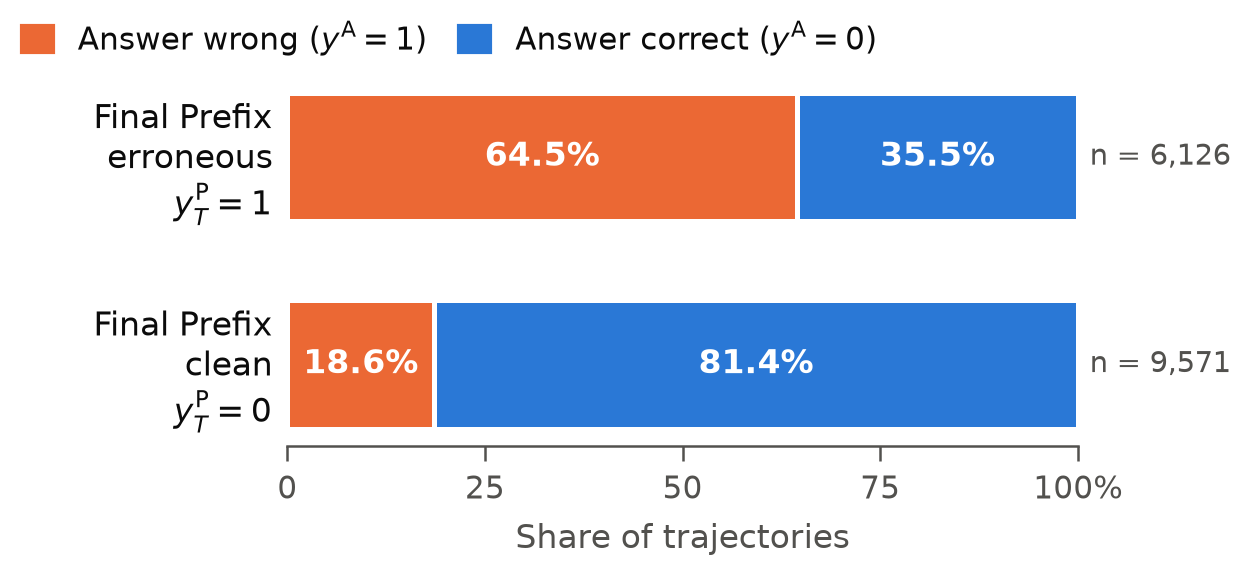 Answer wrong (y^A = 1) Answer correct (y^A = 0)
Final Prefix
erroneous
y_T^P = 1
64.5% 35.5%
n = 6,126
Final Prefix
clean
y_T^P = 0
18.6% 81.4%
n = 9,571
0 25 50 75 100%
Share of trajectories